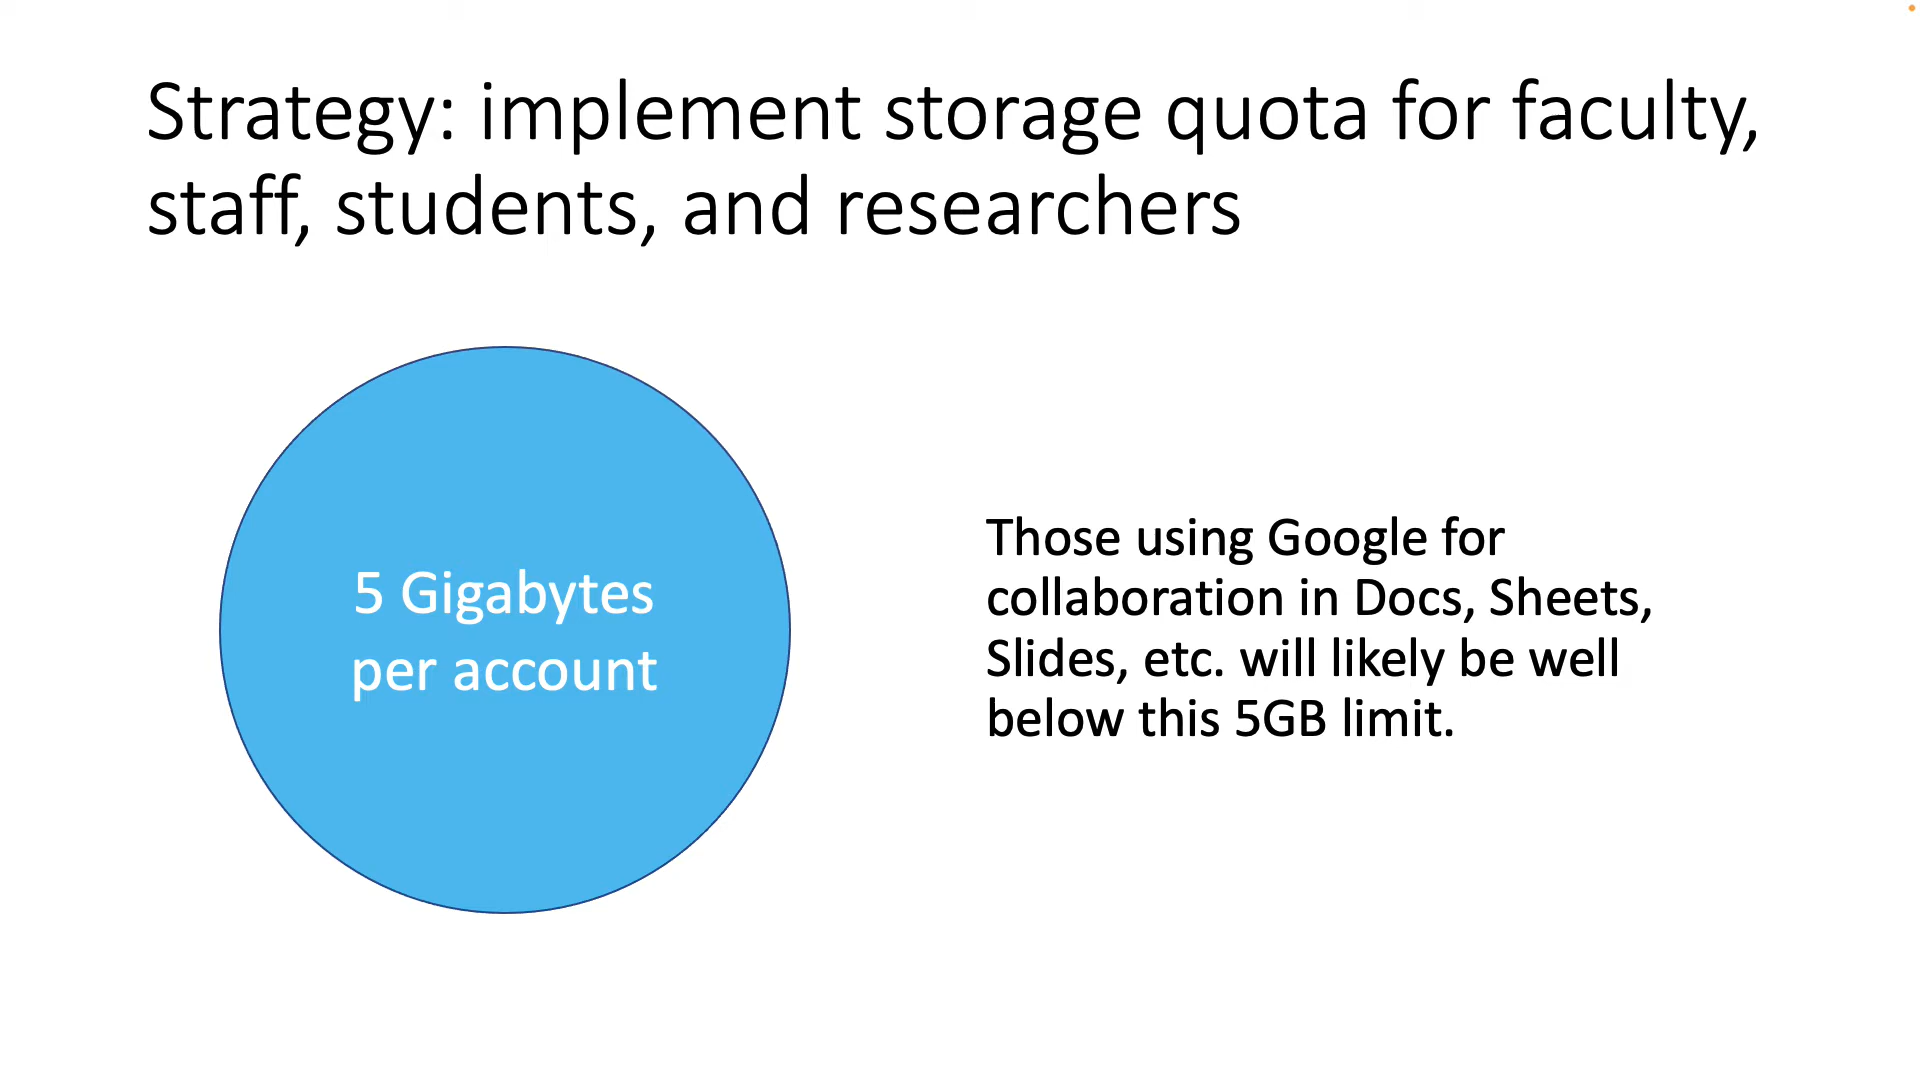 Strategy: implement storage quota for faculty,
staff, students, and researchers
5 Gigabytes
per account
Those using Google for
collaboration in Docs, Sheets,
Slides, etc. will likely be well
below this 5GB limit.